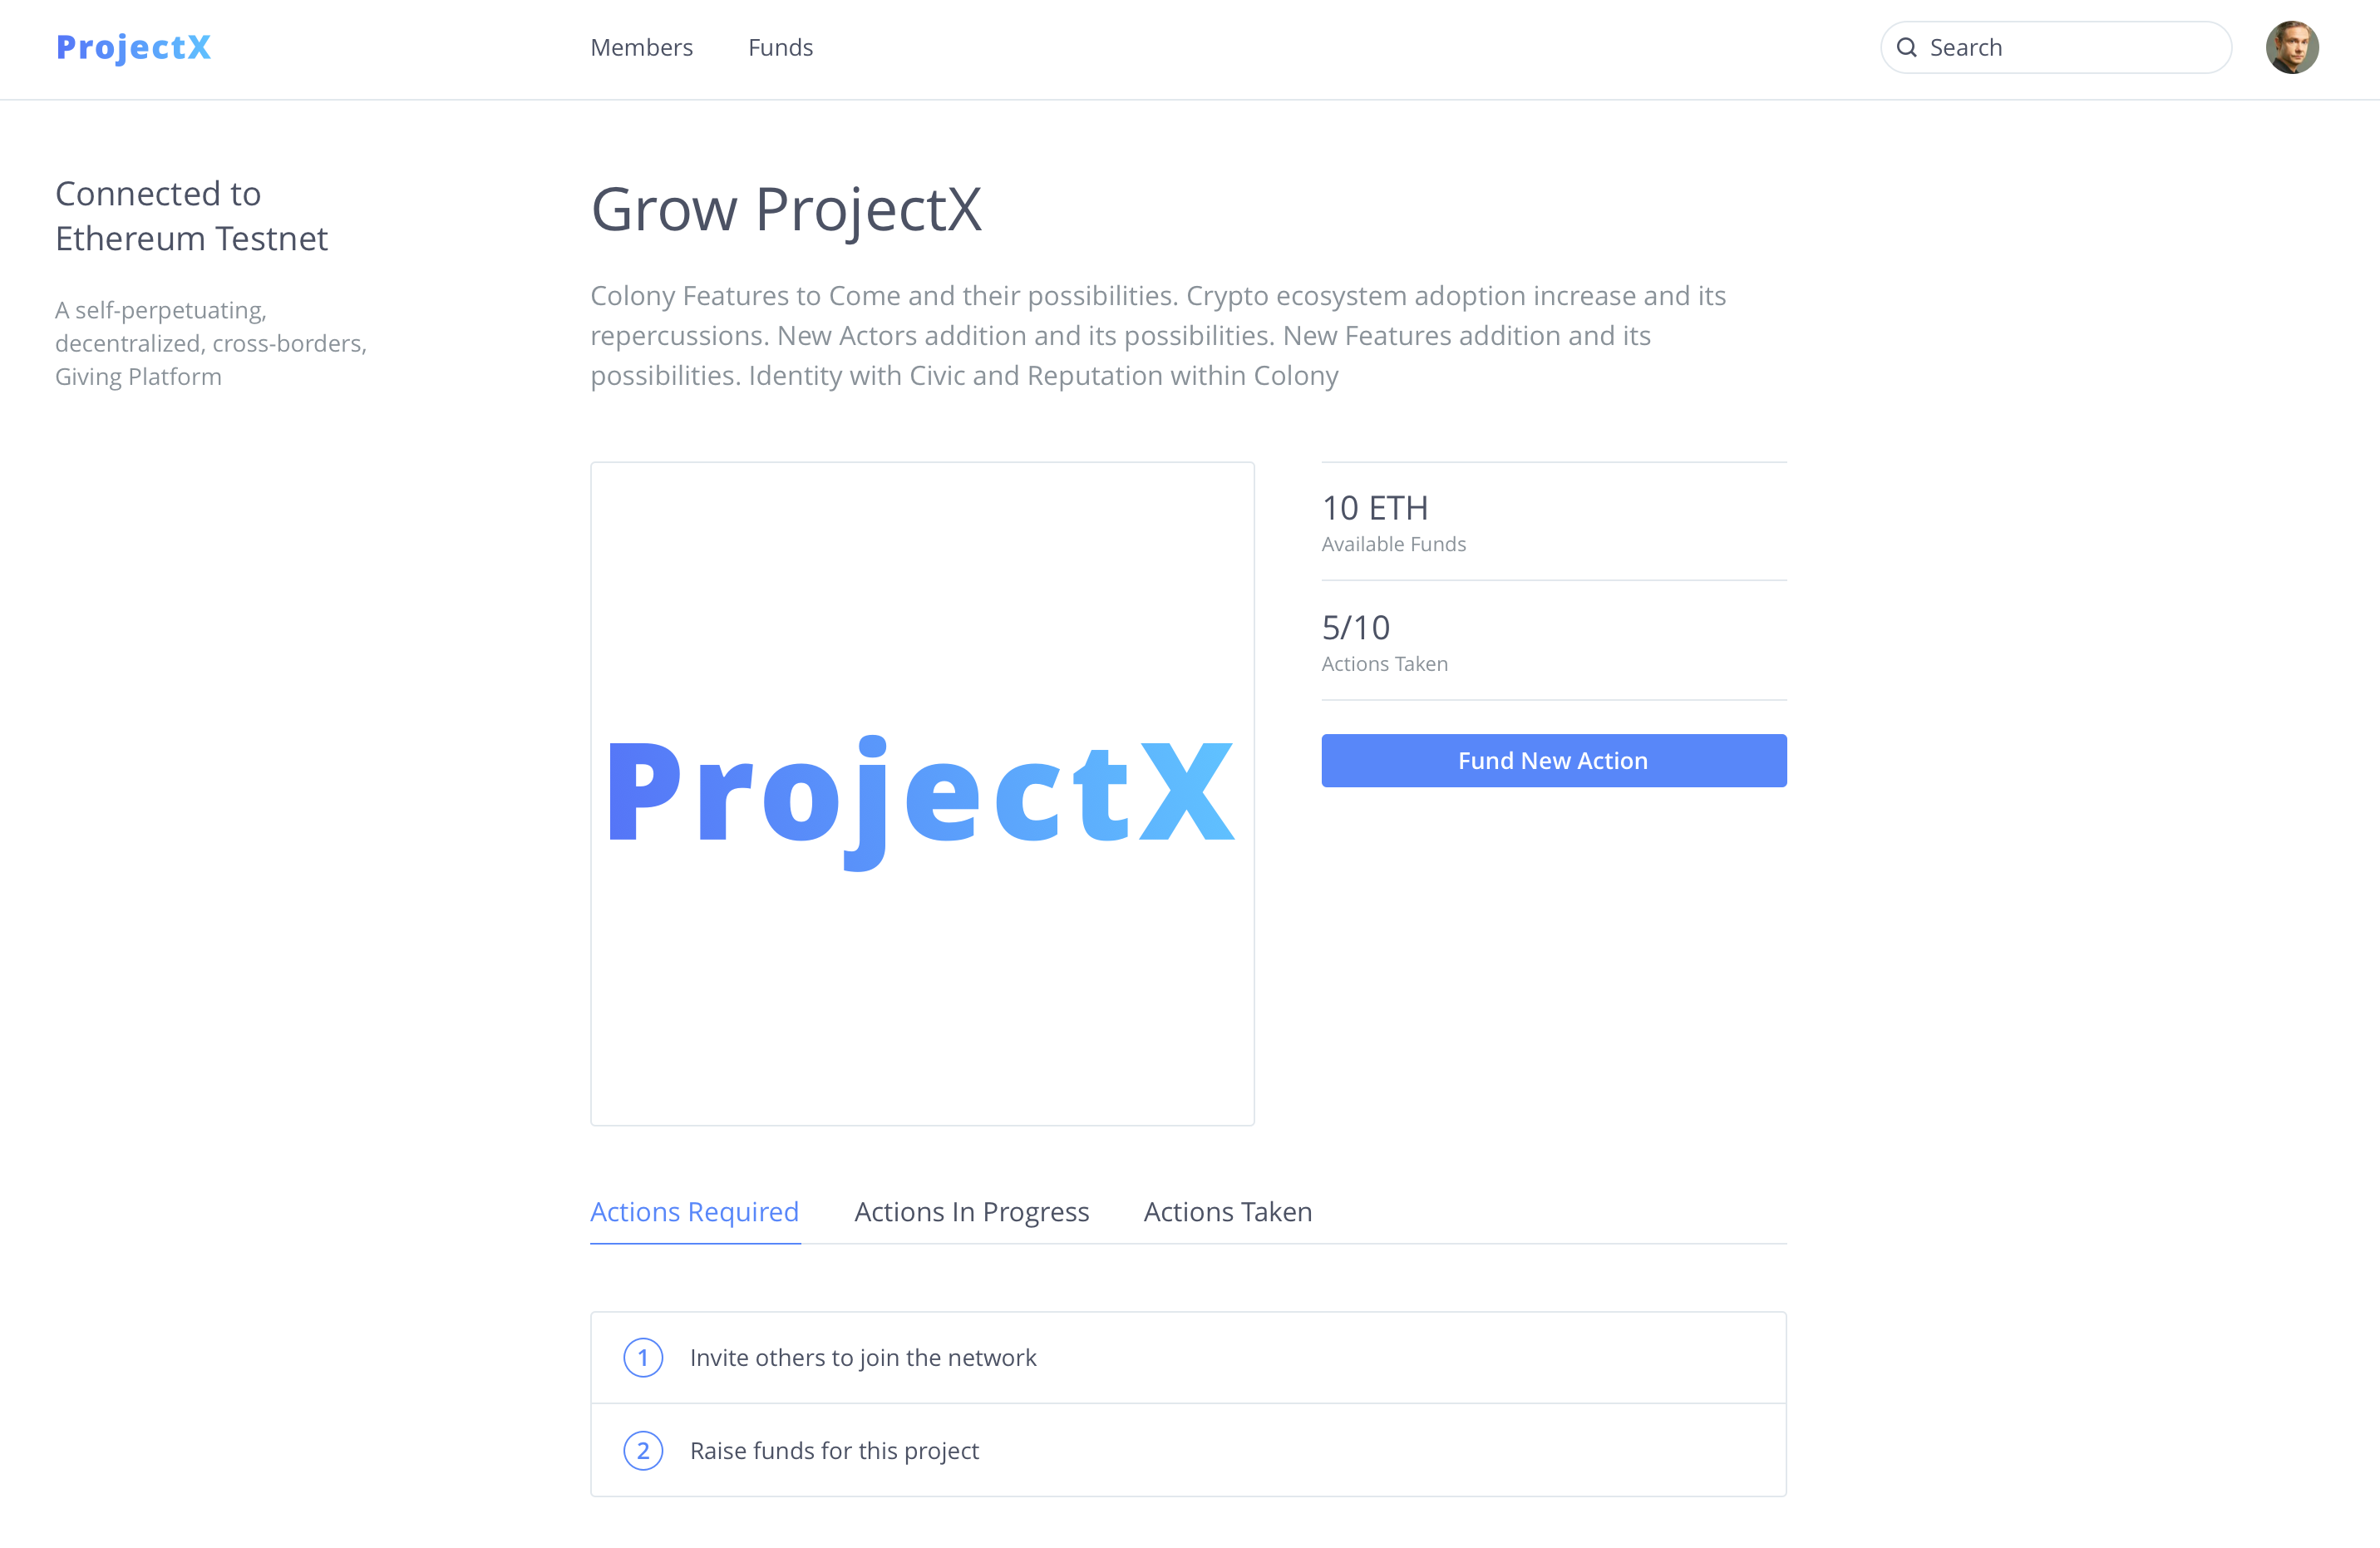 ProjectX
Members
Funds
Search
Connected to
Ethereum Testnet
A self-perpetuating,
decentralized, cross-borders,
Giving Platform
Grow ProjectX
Colony Features to Come and their possibilities. Crypto ecosystem adoption increase and its
repercussions. New Actors addition and its possibilities. New Features addition and its
possibilities. Identity with Civic and Reputation within Colony
ProjectX
10 ETH
Available Funds
5/10
Actions Taken
Fund New Action
Actions Required
Actions In Progress
Actions Taken
1 Invite others to join the network
2 Raise funds for this project